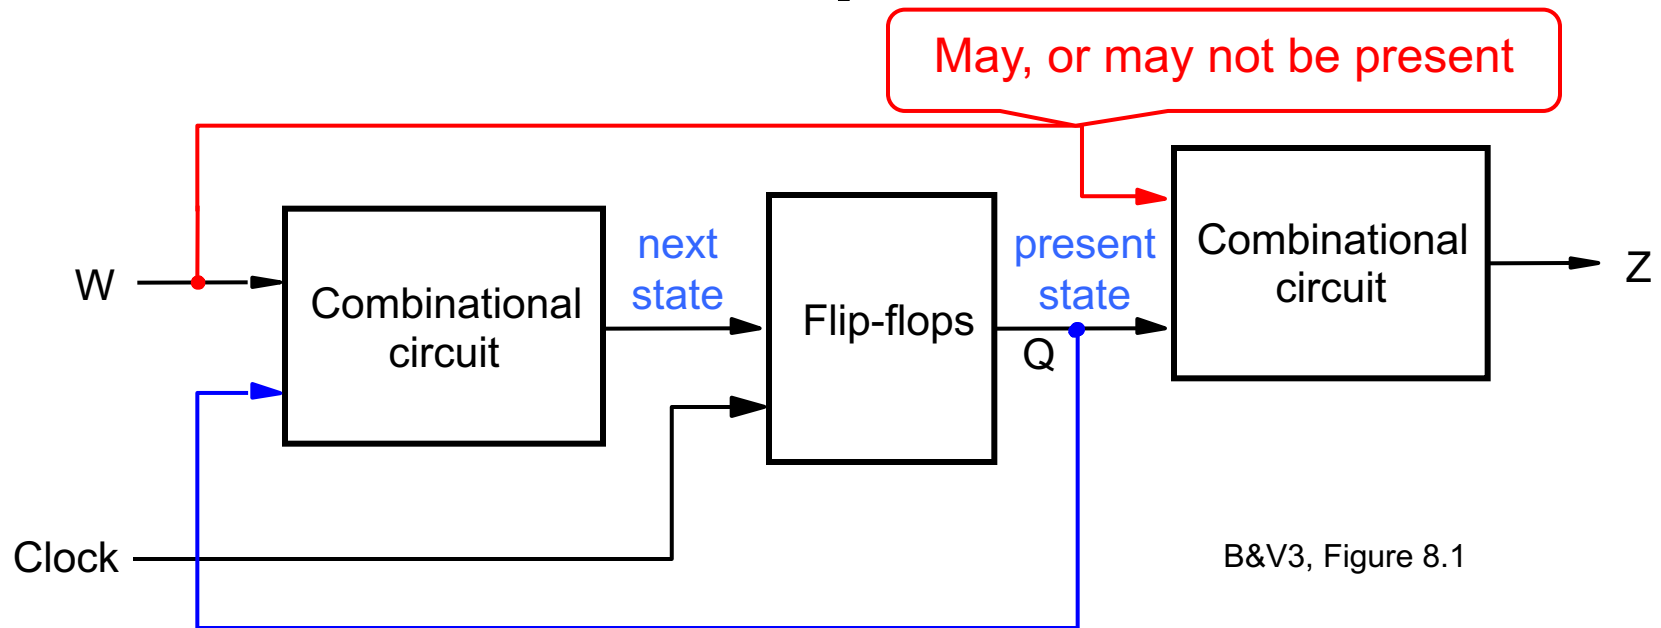 May, or may not be present
W
Combinational
circuit
next
state
Flip-flops
present
state
Q
Combinational
circuit
Z
Clock
B&V3, Figure 8.1